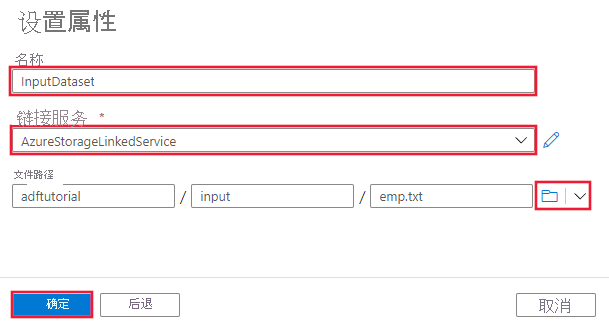 设置属性
名称
InputDataset
链接服务 *
AzureStorageLinkedService
文件路径
adftutorial / input / emp.txt
确定 后退 取消